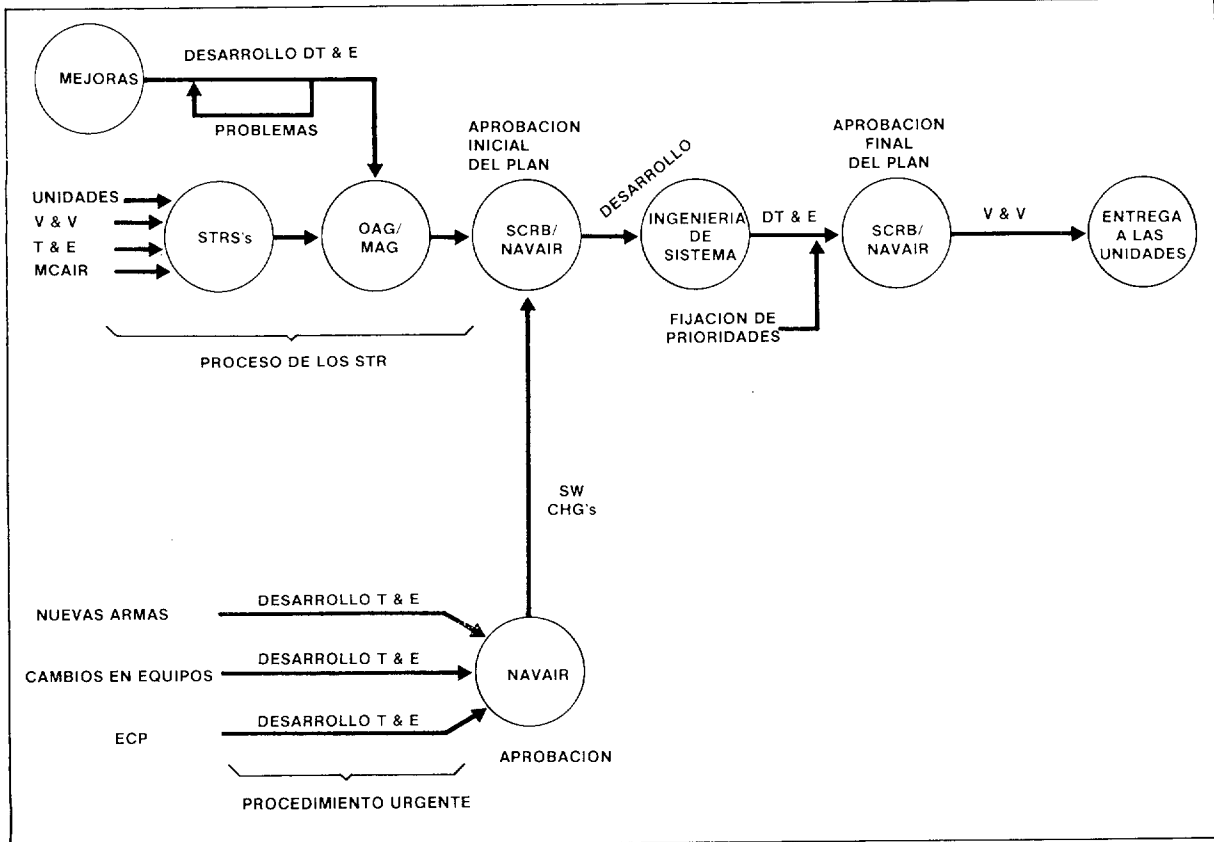 DESARROLLO DT & E
MEJORAS
PROBLEMAS
APROBACION
INICIAL
DEL PLAN
APROBACION
FINAL
DEL PLAN
DESARROLLO
UNIDADES
V & V
T & E
MCAIR
STRS's
OAG/
MAG
SCRB/
NAVAIR
INGENIERIA
DE
SISTEMA
DT & E
SCRB/
NAVAIR
V & V
ENTREGA
A LAS
UNIDADES
FIJACION DE
PRIORIDADES
PROCESO DE LOS STR
SW
CHG's
NUEVAS ARMAS
DESARROLLO T & E
CAMBIOS EN EQUIPOS
DESARROLLO T & E
NAVAIR
ECP
DESARROLLO T & E
APROBACION
PROCEDIMIENTO URGENTE